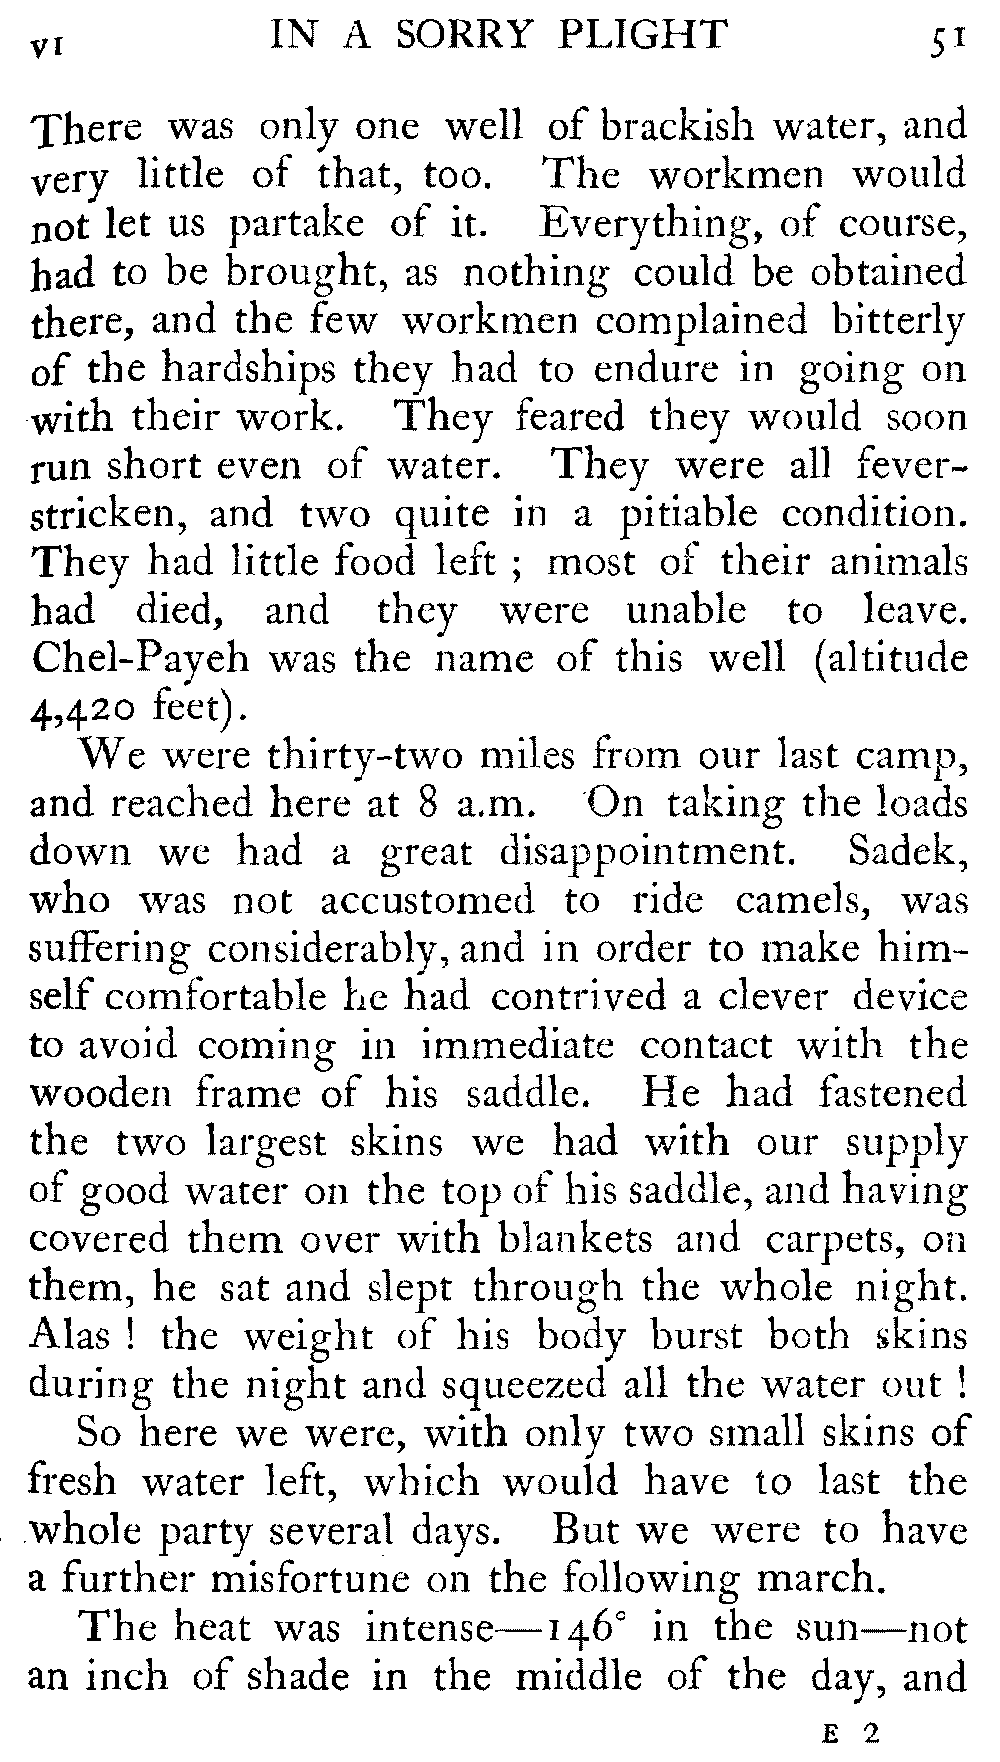 VI IN A SORRY PLIGHT 51
There was only one well of brackish water, and
very little of that, too. The workmen would
not let us partake of it. Everything, of course,
had to be brought, as nothing could be obtained
there, and the few workmen complained bitterly
of the hardships they had to endure in going on
with their work. They feared they would soon
run short even of water. They were all fever-
stricken, and two quite in a pitiable condition.
They had little food left ; most of their animals
had died, and they were unable to leave.
Chel-Payeh was the name of this well (altitude
4,420 feet).
We were thirty-two miles from our last camp,
and reached here at 8 a.m. On taking the loads
down we had a great disappointment. Sadek,
who was not accustomed to ride camels, was
suffering considerably, and in order to make him-
self comfortable he had contrived a clever device
to avoid coming in immediate contact with the
wooden frame of his saddle. He had fastened
the two largest skins we had with our supply
of good water on the top of his saddle, and having
covered them over with blankets and carpets, on
them, he sat and slept through the whole night.
Alas ! the weight of his body burst both skins
during the night and squeezed all the water out !
So here we were, with only two small skins of
fresh water left, which would have to last the
whole party several days. But we were to have
a further misfortune on the following march.
The heat was intense—146° in the sun—not
an inch of shade in the middle of the day, and
E 2